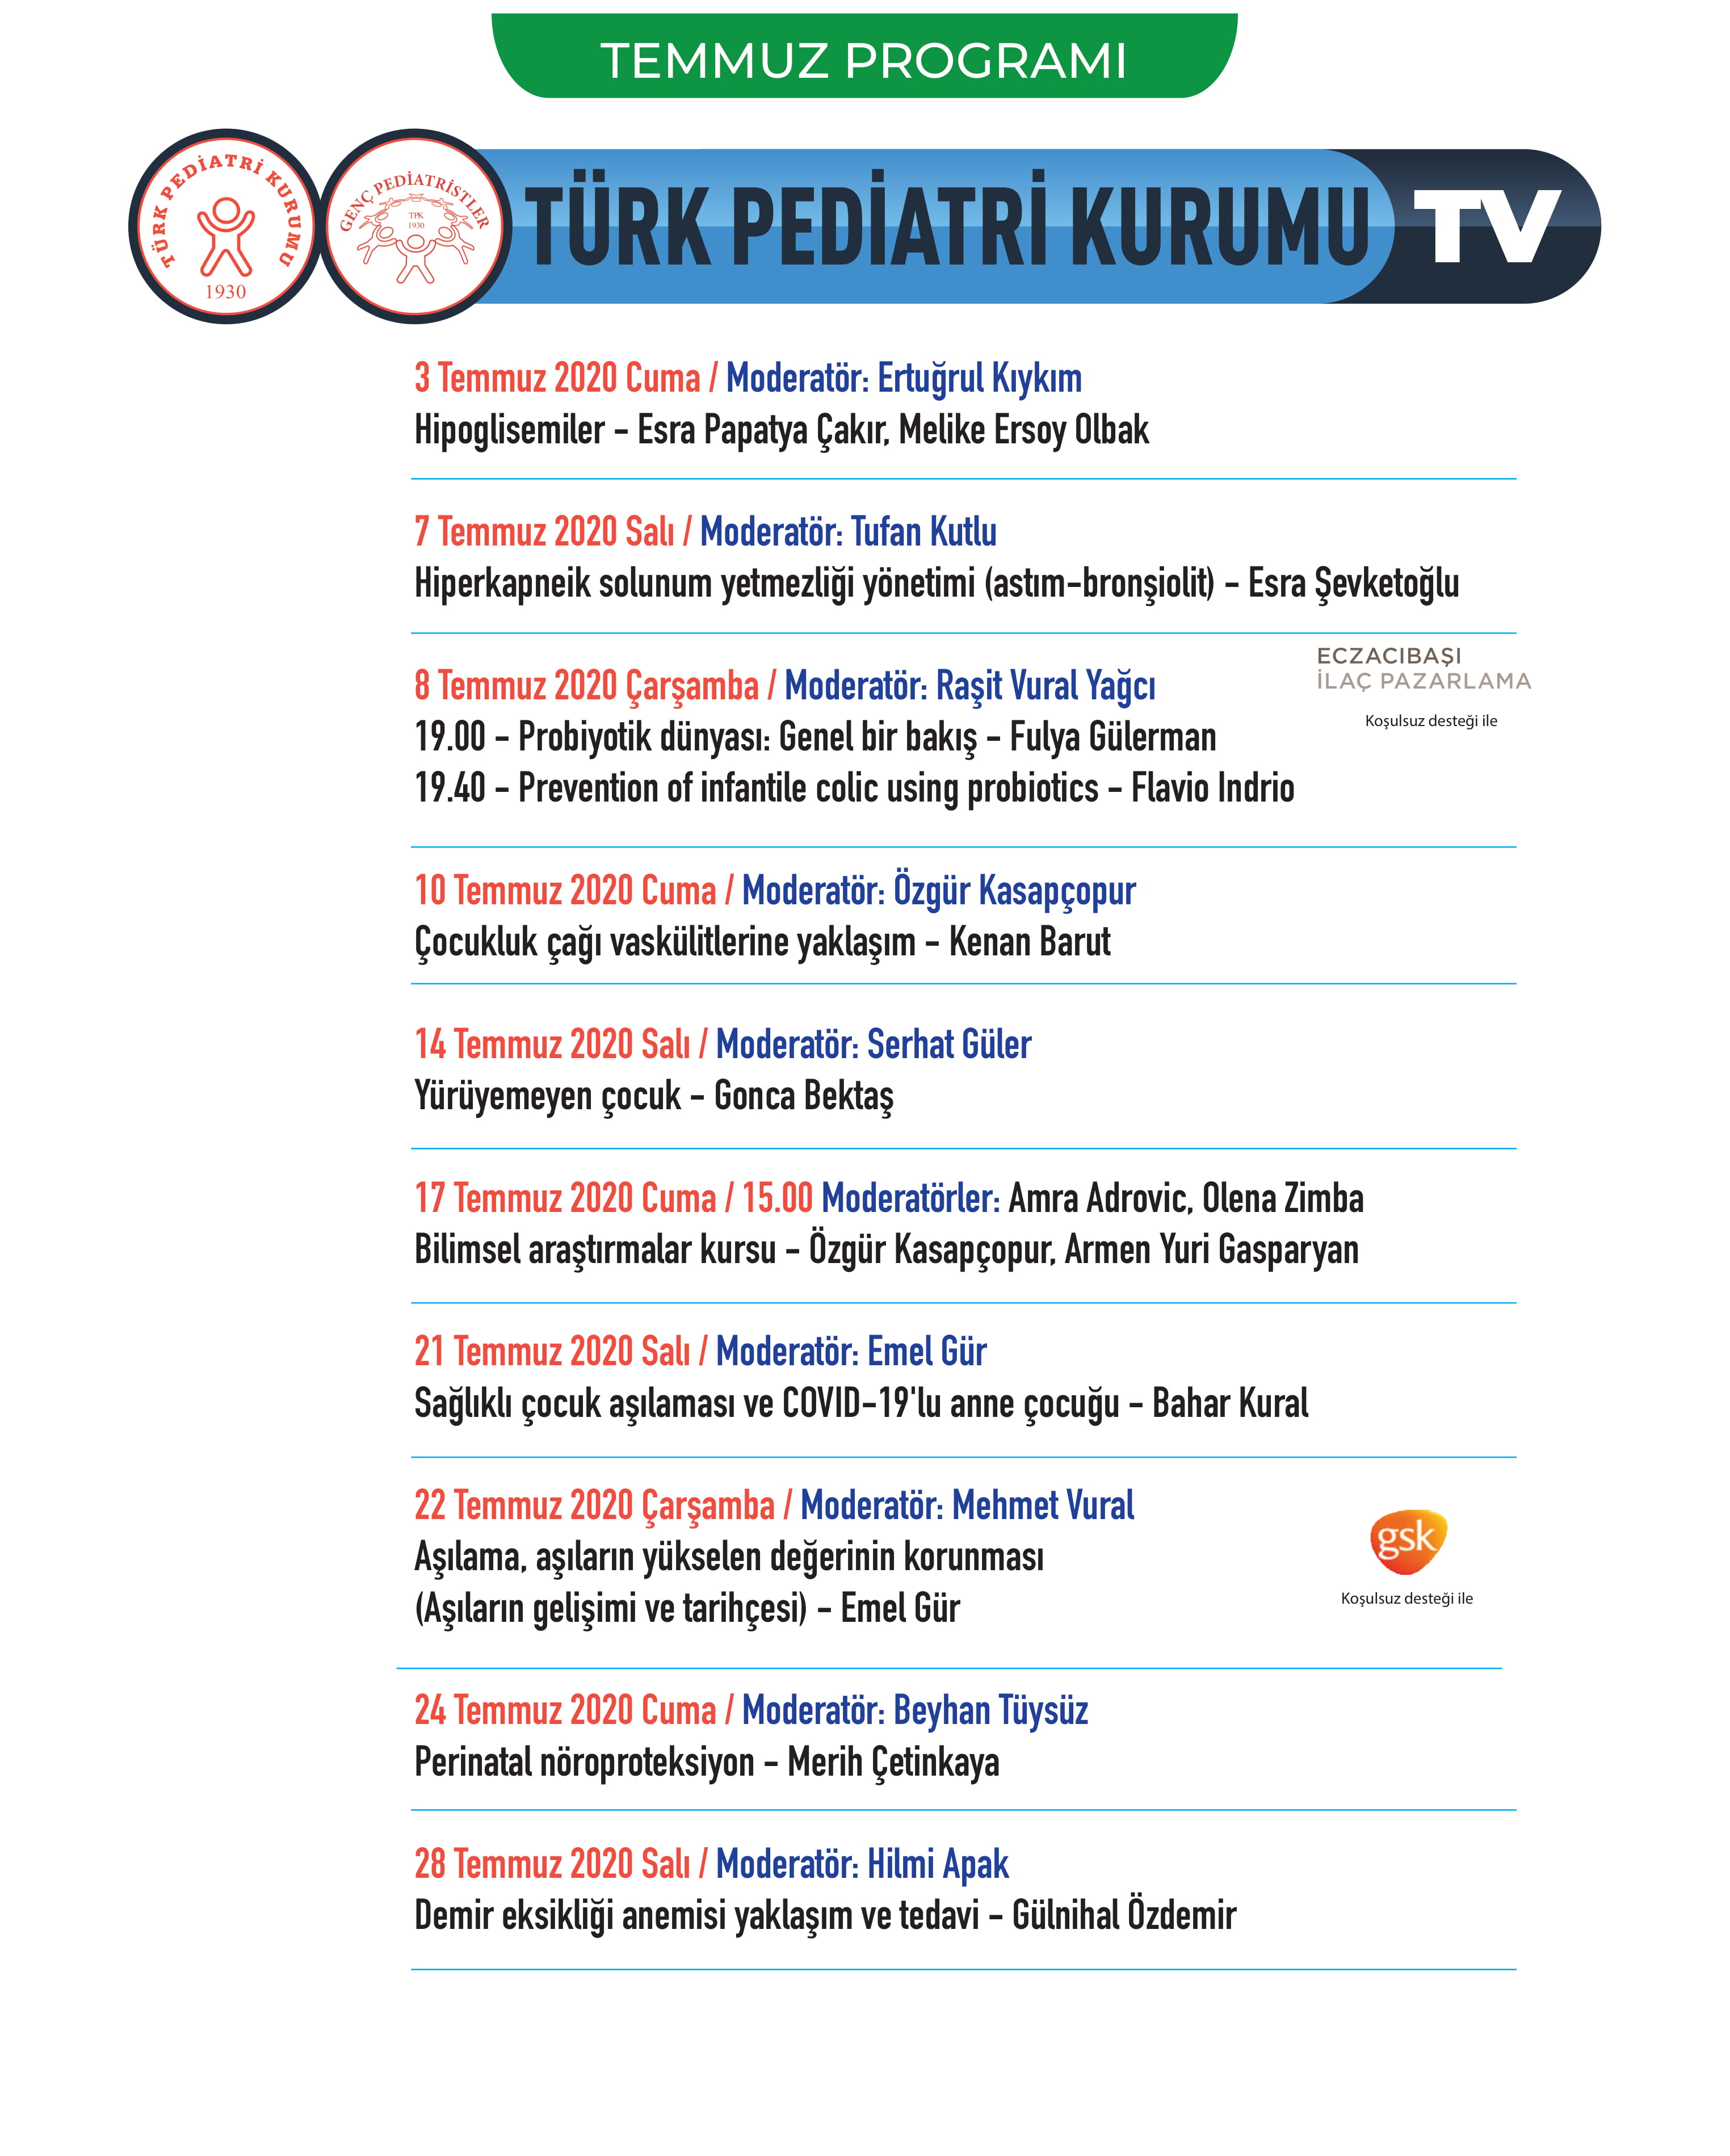 TEMMUZ PROGRAMI
TÜRK PEDİATRİ KURUMU
1930
GENÇ PEDİATRİSTLER
TPK
1930
TÜRK PEDİATRİ KURUMU TV
3 Temmuz 2020 Cuma / Moderatör: Ertuğrul Kıykım
Hipoglisemiler - Esra Papatya Çakır, Melike Ersoy Olbak
7 Temmuz 2020 Salı / Moderatör: Tufan Kutlu
Hiperkapneik solunum yetmezliği yönetimi (astım-bronşiolit) - Esra Şevketoğlu
ECZACIBAŞI
İLAÇ PAZARLAMA
Koşulsuz desteği ile
8 Temmuz 2020 Çarşamba / Moderatör: Raşit Vural Yağcı
19.00 - Probiyotik dünyası: Genel bir bakış - Fulya Gülerman
19.40 - Prevention of infantile colic using probiotics - Flavio Indrio
10 Temmuz 2020 Cuma / Moderatör: Özgür Kasapçopur
Çocukluk çağı vaskülitlerine yaklaşım - Kenan Barut
14 Temmuz 2020 Salı / Moderatör: Serhat Güler
Yürüyemeyen çocuk - Gonca Bektaş
17 Temmuz 2020 Cuma / 15.00 Moderatörler: Amra Adrovic, Olena Zimba
Bilimsel araştırmalar kursu - Özgür Kasapçopur, Armen Yuri Gasparyan
21 Temmuz 2020 Salı / Moderatör: Emel Gür
Sağlıklı çocuk aşılaması ve COVID-19'lu anne çocuğu - Bahar Kural
22 Temmuz 2020 Çarşamba / Moderatör: Mehmet Vural
Aşılama, aşıların yükselen değerinin korunması
(Aşıların gelişimi ve tarihçesi) - Emel Gür
gsk
Koşulsuz desteği ile
24 Temmuz 2020 Cuma / Moderatör: Beyhan Tüysüz
Perinatal nöroproteksiyon - Merih Çetinkaya
28 Temmuz 2020 Salı / Moderatör: Hilmi Apak
Demir eksikliği anemisi yaklaşım ve tedavi - Gülnihal Özdemir